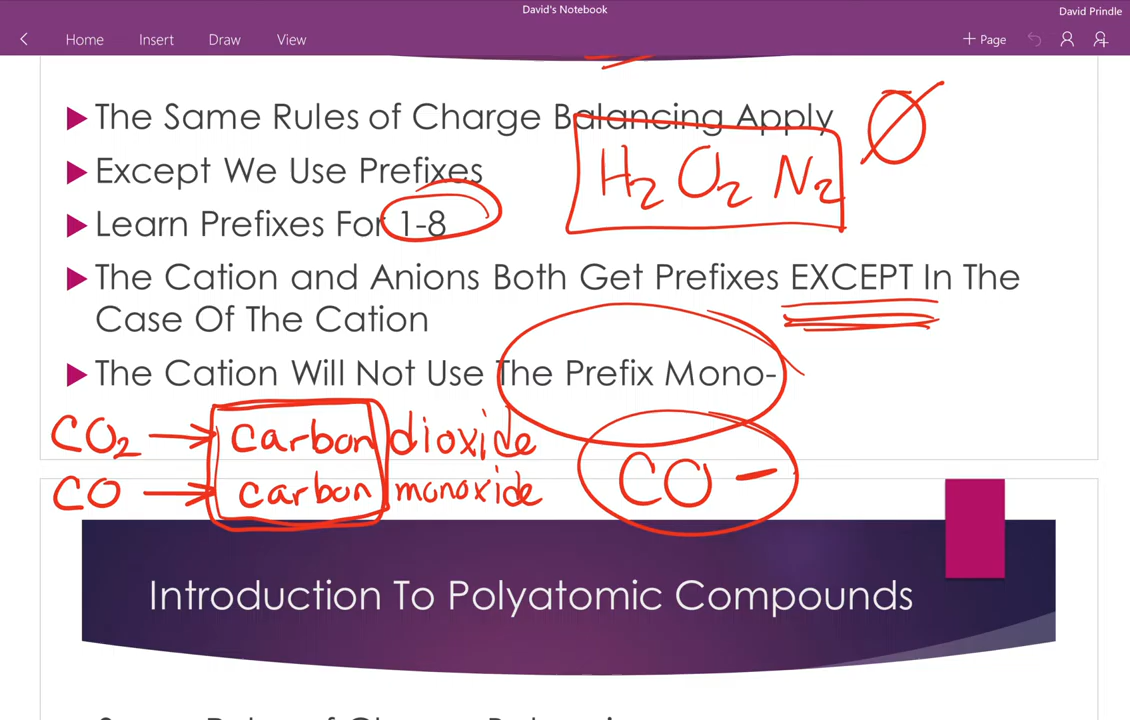 David's Notebook
David Prindle
Home Insert Draw View + Page
The Same Rules of Charge Balancing Apply
Except We Use Prefixes
H₂ O₂ N₂
Learn Prefixes For 1-8
The Cation and Anions Both Get Prefixes EXCEPT In The
Case Of The Cation
The Cation Will Not Use The Prefix Mono-
CO₂ → carbon dioxide
CO → carbon monoxide
CO -
Introduction To Polyatomic Compounds